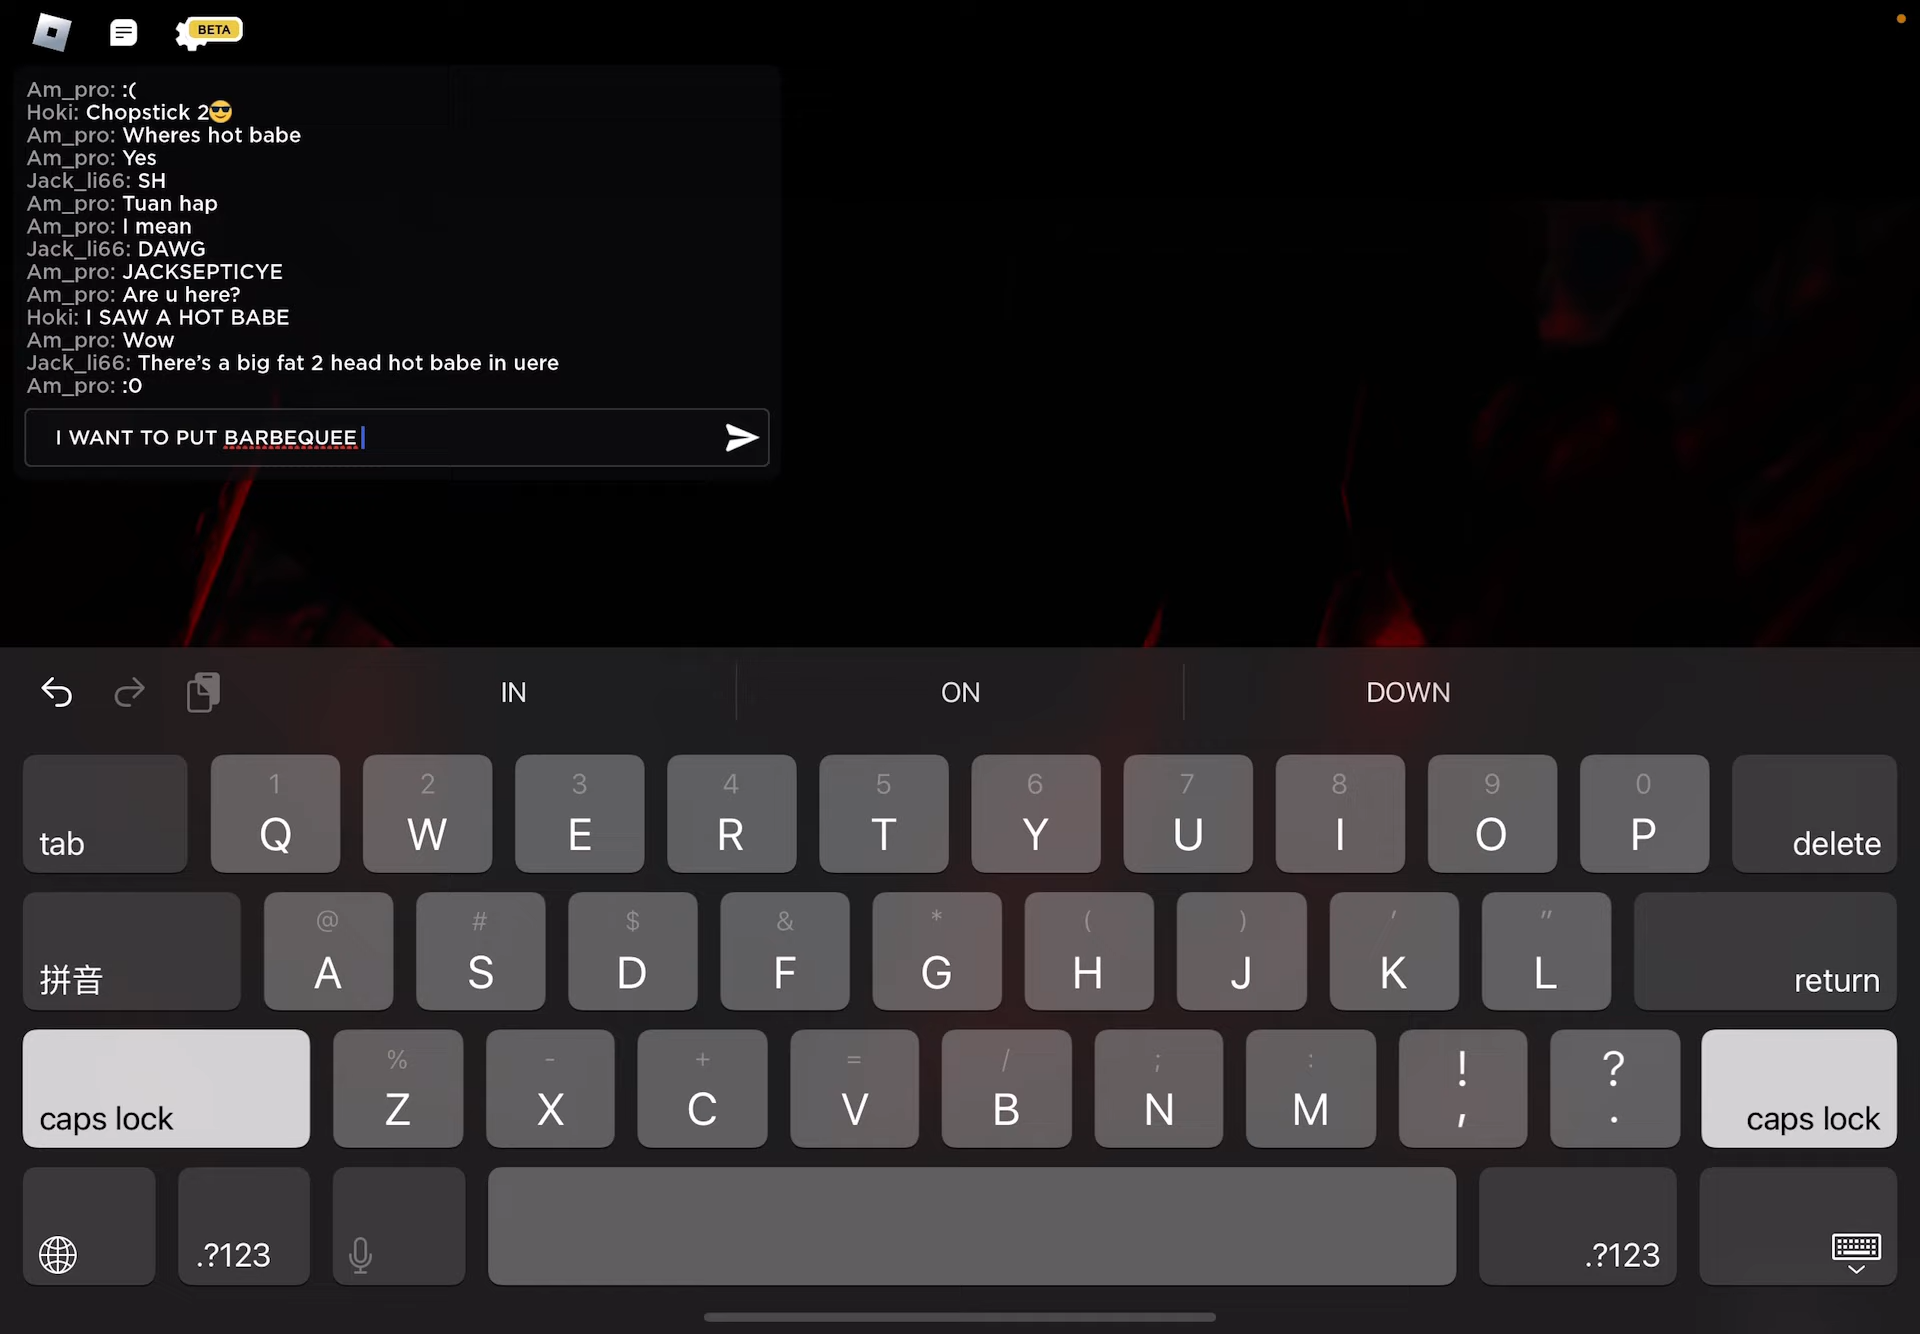 BETA
Am_pro: :(
Hoki: Chopstick 2😎
Am_pro: Wheres hot babe
Am_pro: Yes
Jack_li66: SH
Am_pro: Tuan hap
Am_pro: I mean
Jack_li66: DAWG
Am_pro: JACKSEPTICYE
Am_pro: Are u here?
Hoki: I SAW A HOT BABE
Am_pro: Wow
Jack_li66: There’s a big fat 2 head hot babe in uere
Am_pro: :O
I WANT TO PUT BARBEQUEE
IN ON DOWN
1 2 3 4 5 6 7 8 9 0
tab Q W E R T Y U I O P delete
@ # $ & * ( ) ' "
拼音 A S D F G H J K L return
% - + = / ; : ! ?
caps lock Z X C V B N M , . caps lock
.?123 .?123